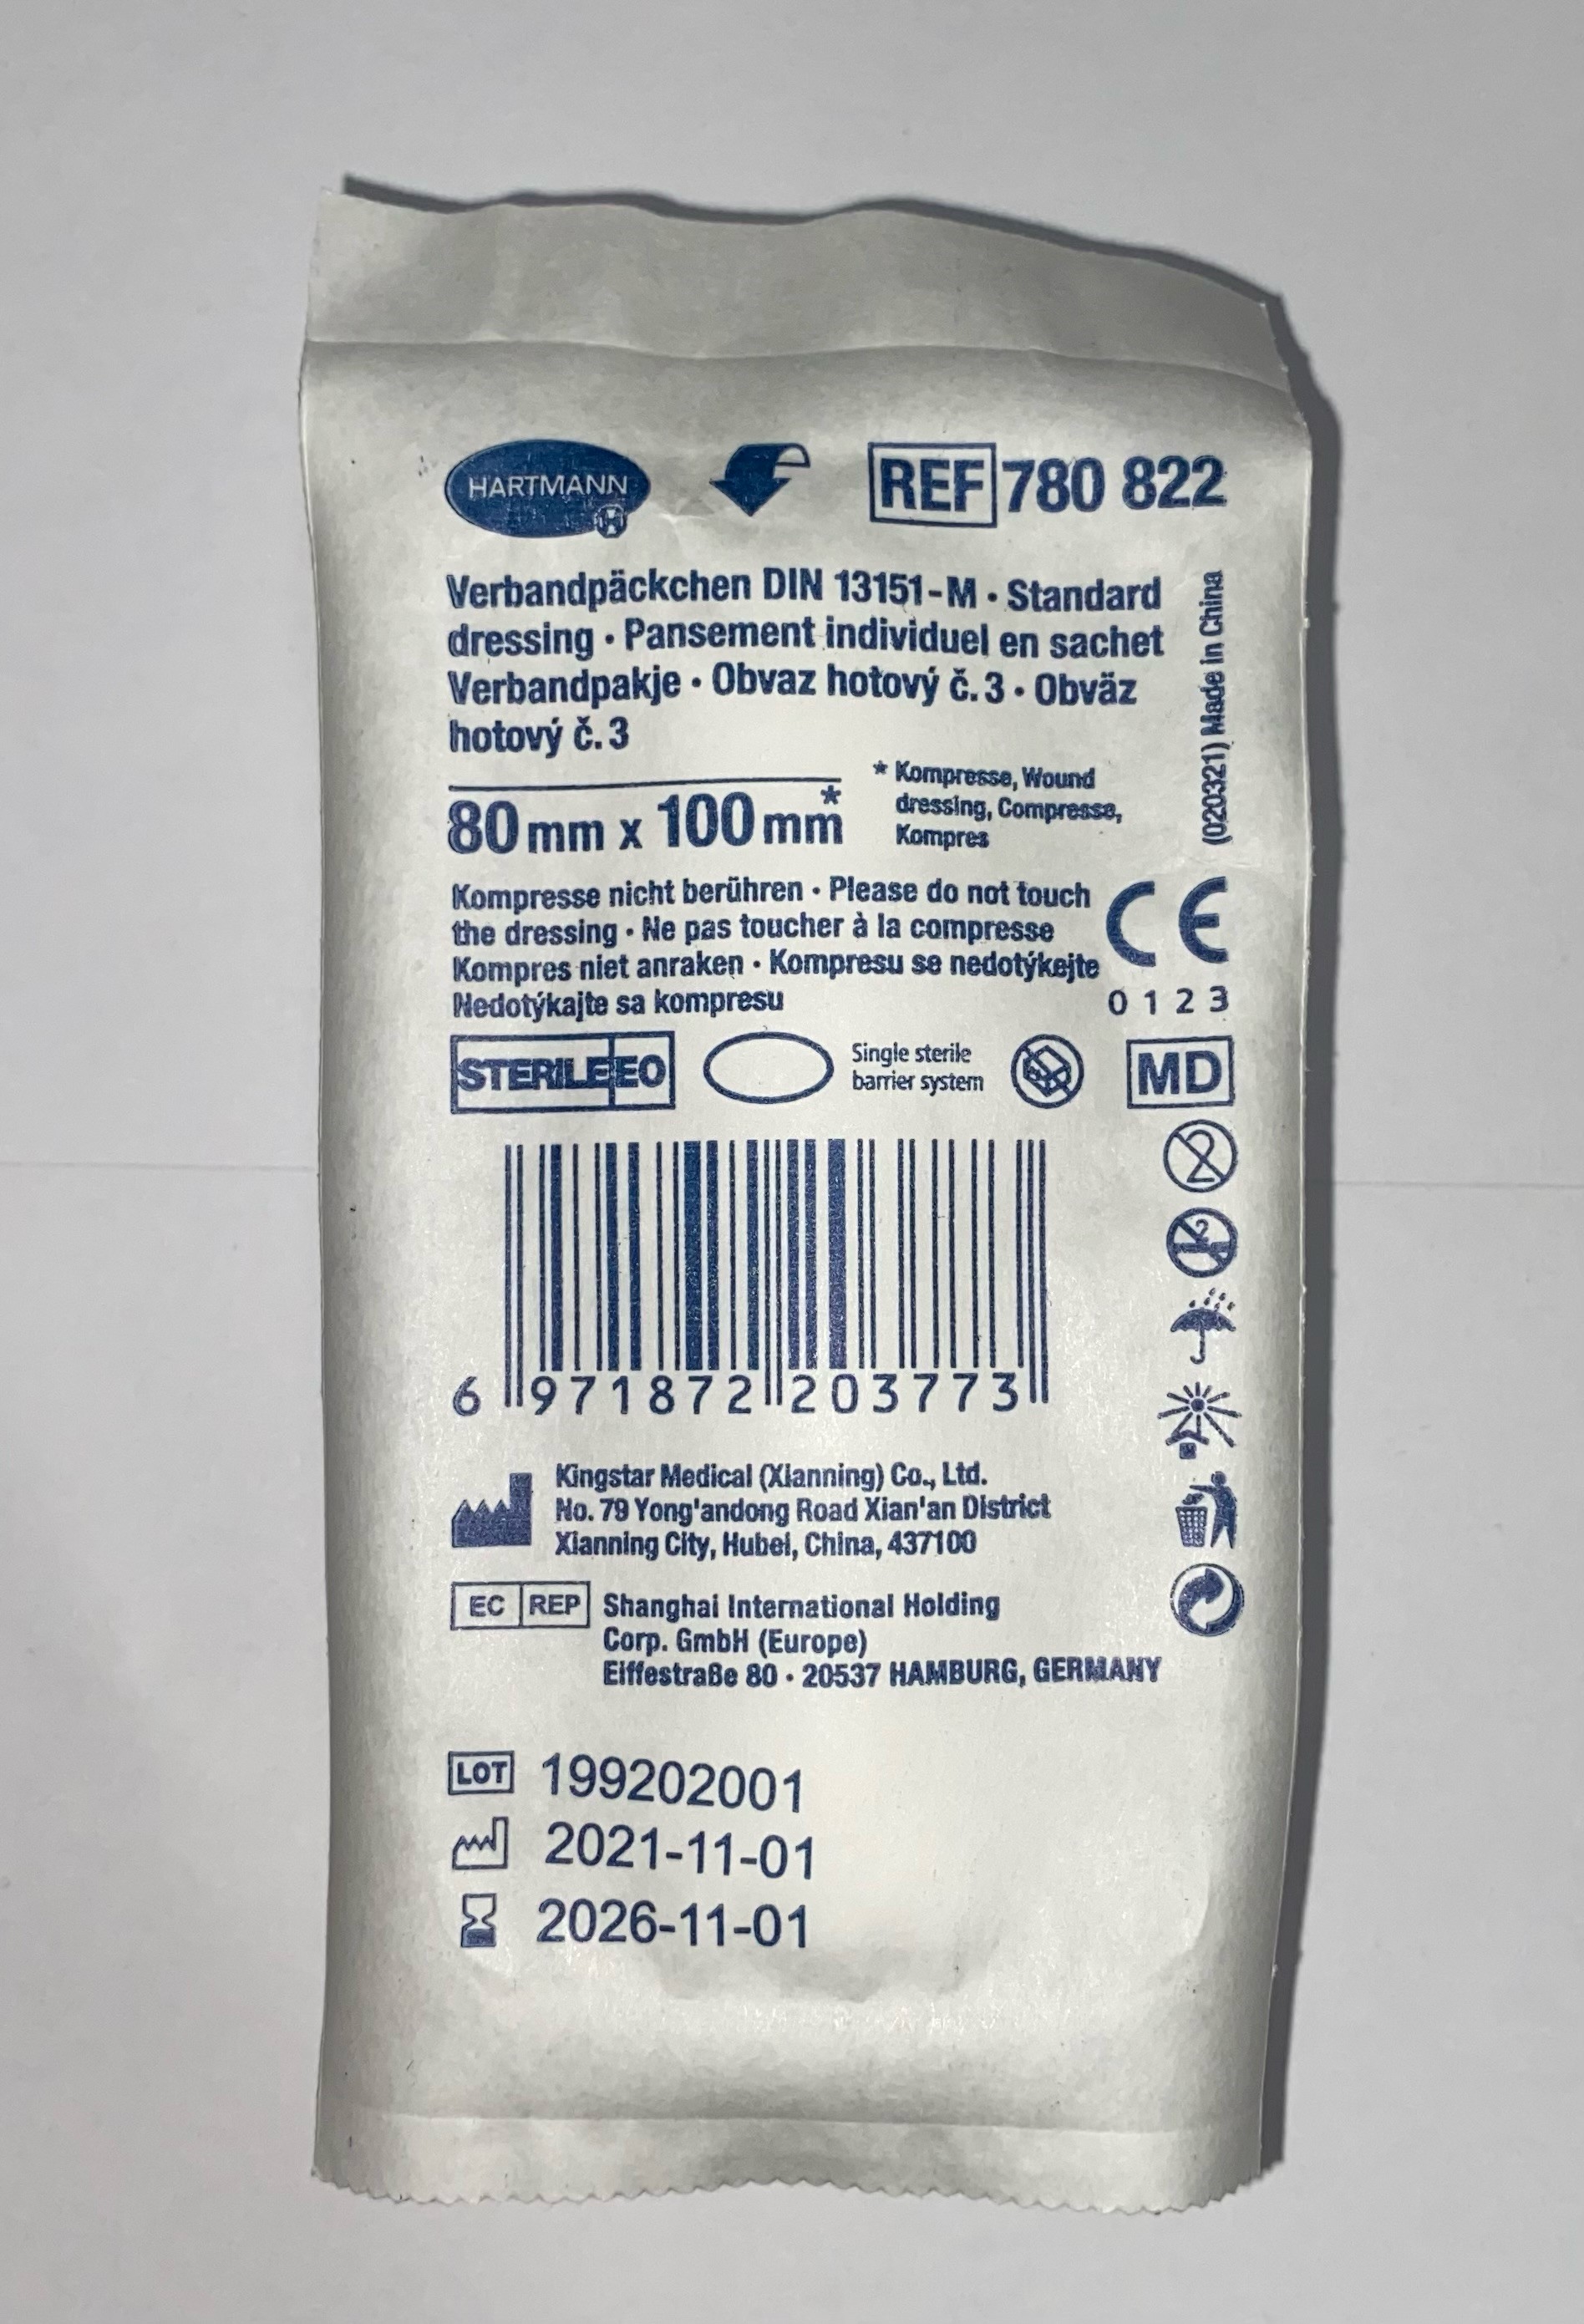 HARTMANN
REF 780 822
Verbandpäckchen DIN 13151-M · Standard
dressing · Pansement individuel en sachet
Verbandpakje · Obvaz hotový č. 3 · Obväz
hotový č. 3
(020321) Made in China
80 mm x 100 mm*
* Kompresse, Wound
dressing, Compresse,
Kompres
Kompresse nicht berühren · Please do not touch
the dressing · Ne pas toucher à la compresse
Kompres niet anraken · Kompresu se nedotýkejte
Nedotýkajte sa kompresu
CE
0123
STERILE EO
Single sterile
barrier system
MD
2
2
6 971872 203773
Kingstar Medical (Xianning) Co., Ltd.
No. 79 Yong'andong Road Xian'an District
Xianning City, Hubei, China, 437100
EC REP
Shanghai International Holding
Corp. GmbH (Europe)
Eiffestraße 80 · 20537 HAMBURG, GERMANY
LOT 199202001
2021-11-01
2026-11-01